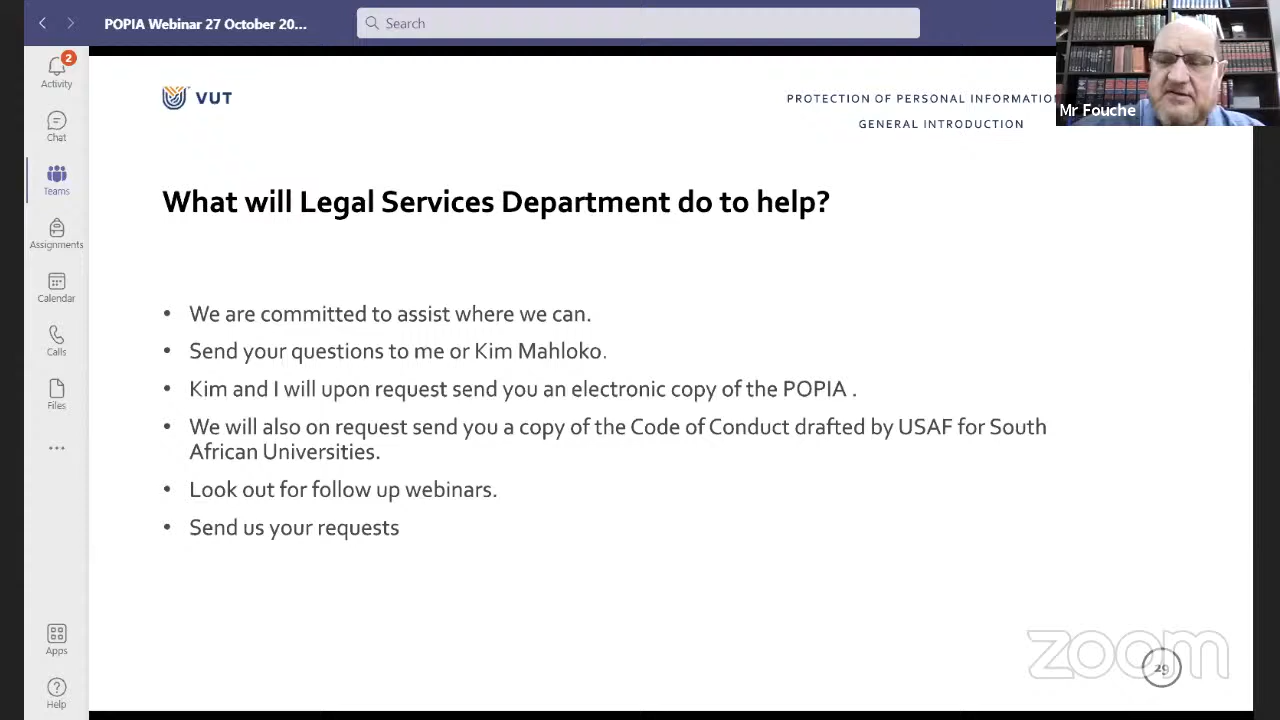 POPIA Webinar 27 October 20...
Search
2
Activity
Chat
Teams
Assignments
Calendar
Calls
Files
Apps
Help
VUT
PROTECTION OF PERSONAL INFORMATIO
GENERAL INTRODUCTION
Mr Fouche
What will Legal Services Department do to help?
• We are committed to assist where we can.
• Send your questions to me or Kim Mahloko.
• Kim and I will upon request send you an electronic copy of the POPIA .
• We will also on request send you a copy of the Code of Conduct drafted by USAF for South
African Universities.
• Look out for follow up webinars.
• Send us your requests
zoom
29